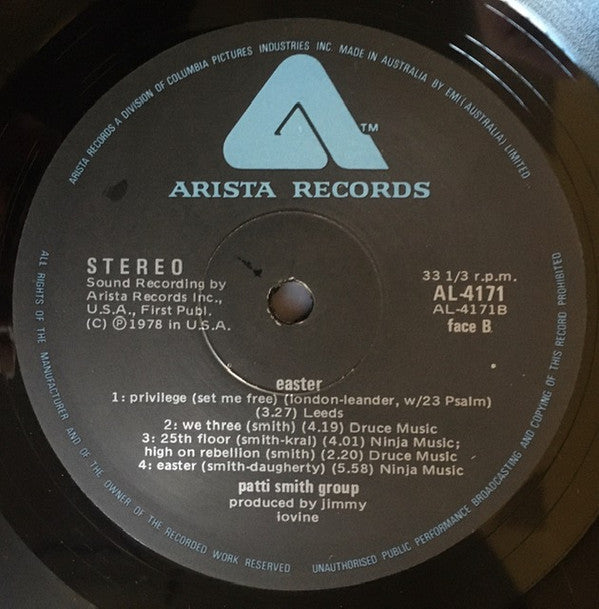 ARISTA RECORDS A DIVISION OF COLUMBIA PICTURES INDUSTRIES INC. MADE IN AUSTRALIA BY EMI (AUSTRALIA) LIMITED
TM
ARISTA RECORDS
STEREO
Sound Recording by
Arista Records Inc.,
U.S.A., First Publ.
(C) Ⓟ1978 in U.S.A.
33 1/3 r.p.m.
AL-4171
AL-4171B
face B
easter
1: privilege (set me free) (london-leander, w/23 Psalm)
(3.27) Leeds
2: we three (smith) (4.19) Druce Music
3: 25th floor (smith-kral) (4.01) Ninja Music;
high on rebellion (smith) (2.20) Druce Music
4: easter (smith-daugherty) (5.58) Ninja Music
patti smith group
produced by jimmy
iovine
ALL RIGHTS OF THE MANUFACTURER AND OF THE OWNER OF THE RECORDED WORK RESERVED
UNAUTHORISED PUBLIC PERFORMANCE BROADCASTING AND COPYING OF THIS RECORD PROHIBITED